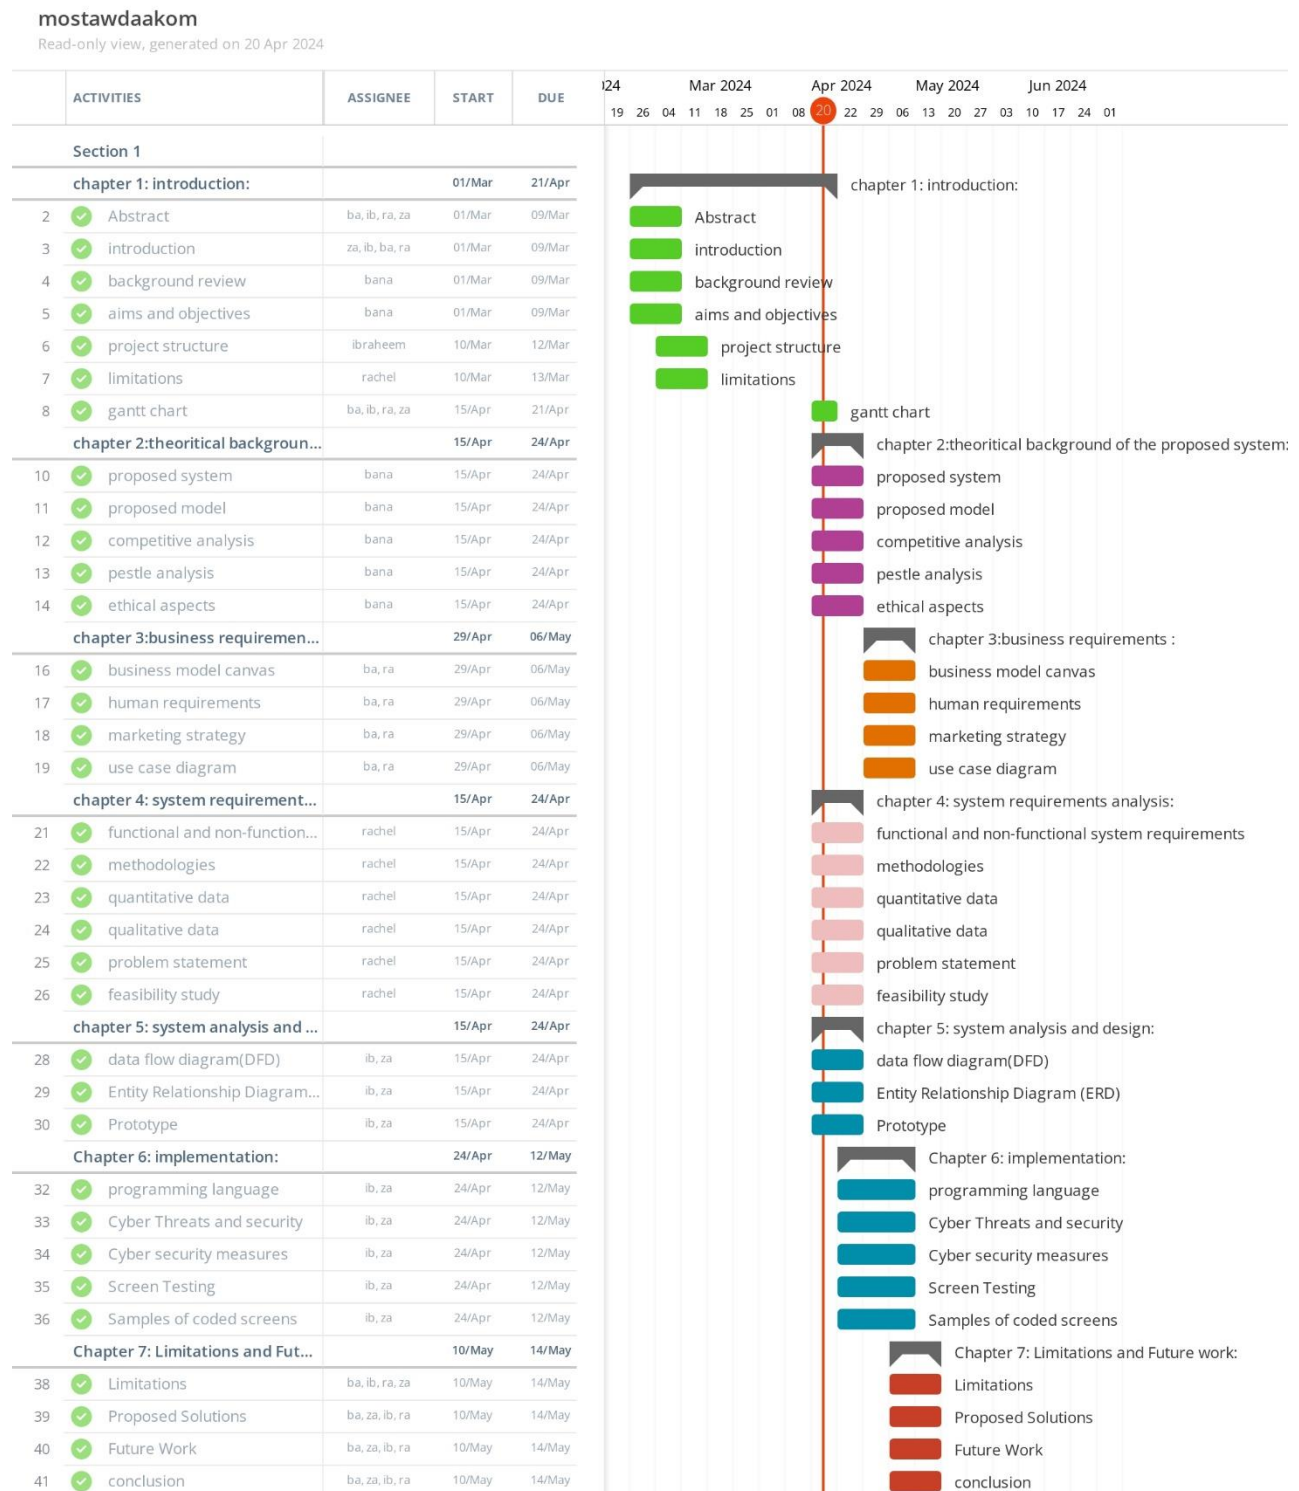 mostawdaakom
Read-only view, generated on 20 Apr 2024
ACTIVITIES ASSIGNEE START DUE
24 Mar 2024 Apr 2024 May 2024 Jun 2024
19 26 04 11 18 25 01 08 20 22 29 06 13 20 27 03 10 17 24 01
Section 1
chapter 1: introduction: 01/Mar 21/Apr chapter 1: introduction:
2 Abstract ba, ib, ra, za 01/Mar 09/Mar Abstract
3 introduction za, ib, ba, ra 01/Mar 09/Mar introduction
4 background review bana 01/Mar 09/Mar background review
5 aims and objectives bana 01/Mar 09/Mar aims and objectives
6 project structure ibraheem 10/Mar 12/Mar project structure
7 limitations rachel 10/Mar 13/Mar limitations
8 gantt chart ba, ib, ra, za 15/Apr 21/Apr gantt chart
chapter 2:theoritical backgroun... 15/Apr 24/Apr chapter 2:theoritical background of the proposed system:
10 proposed system bana 15/Apr 24/Apr proposed system
11 proposed model bana 15/Apr 24/Apr proposed model
12 competitive analysis bana 15/Apr 24/Apr competitive analysis
13 pestle analysis bana 15/Apr 24/Apr pestle analysis
14 ethical aspects bana 15/Apr 24/Apr ethical aspects
chapter 3:business requiremen... 29/Apr 06/May chapter 3:business requirements :
16 business model canvas ba, ra 29/Apr 06/May business model canvas
17 human requirements ba, ra 29/Apr 06/May human requirements
18 marketing strategy ba, ra 29/Apr 06/May marketing strategy
19 use case diagram ba, ra 29/Apr 06/May use case diagram
chapter 4: system requirement... 15/Apr 24/Apr chapter 4: system requirements analysis:
21 functional and non-function... rachel 15/Apr 24/Apr functional and non-functional system requirements
22 methodologies rachel 15/Apr 24/Apr methodologies
23 quantitative data rachel 15/Apr 24/Apr quantitative data
24 qualitative data rachel 15/Apr 24/Apr qualitative data
25 problem statement rachel 15/Apr 24/Apr problem statement
26 feasibility study rachel 15/Apr 24/Apr feasibility study
chapter 5: system analysis and ... 15/Apr 24/Apr chapter 5: system analysis and design:
28 data flow diagram(DFD) ib, za 15/Apr 24/Apr data flow diagram(DFD)
29 Entity Relationship Diagram... ib, za 15/Apr 24/Apr Entity Relationship Diagram (ERD)
30 Prototype ib, za 15/Apr 24/Apr Prototype
Chapter 6: implementation: 24/Apr 12/May Chapter 6: implementation:
32 programming language ib, za 24/Apr 12/May programming language
33 Cyber Threats and security ib, za 24/Apr 12/May Cyber Threats and security
34 Cyber security measures ib, za 24/Apr 12/May Cyber security measures
35 Screen Testing ib, za 24/Apr 12/May Screen Testing
36 Samples of coded screens ib, za 24/Apr 12/May Samples of coded screens
Chapter 7: Limitations and Fut... 10/May 14/May Chapter 7: Limitations and Future work:
38 Limitations ba, ib, ra, za 10/May 14/May Limitations
39 Proposed Solutions ba, za, ib, ra 10/May 14/May Proposed Solutions
40 Future Work ba, za, ib, ra 10/May 14/May Future Work
41 conclusion ba, za, ib, ra 10/May 14/May conclusion